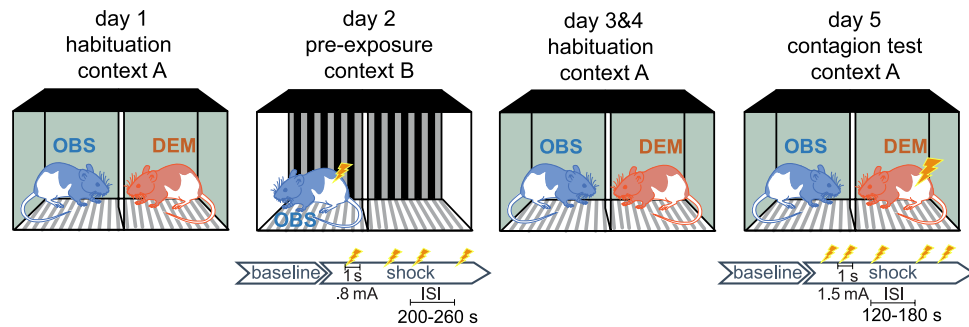 day 1
habituation
context A
OBS
DEM
day 2
pre-exposure
context B
OBS
baseline
shock
1 s
.8 mA
ISI
200-260 s
day 3&4
habituation
context A
OBS
DEM
day 5
contagion test
context A
OBS
DEM
baseline
shock
1 s
1.5 mA
ISI
120-180 s